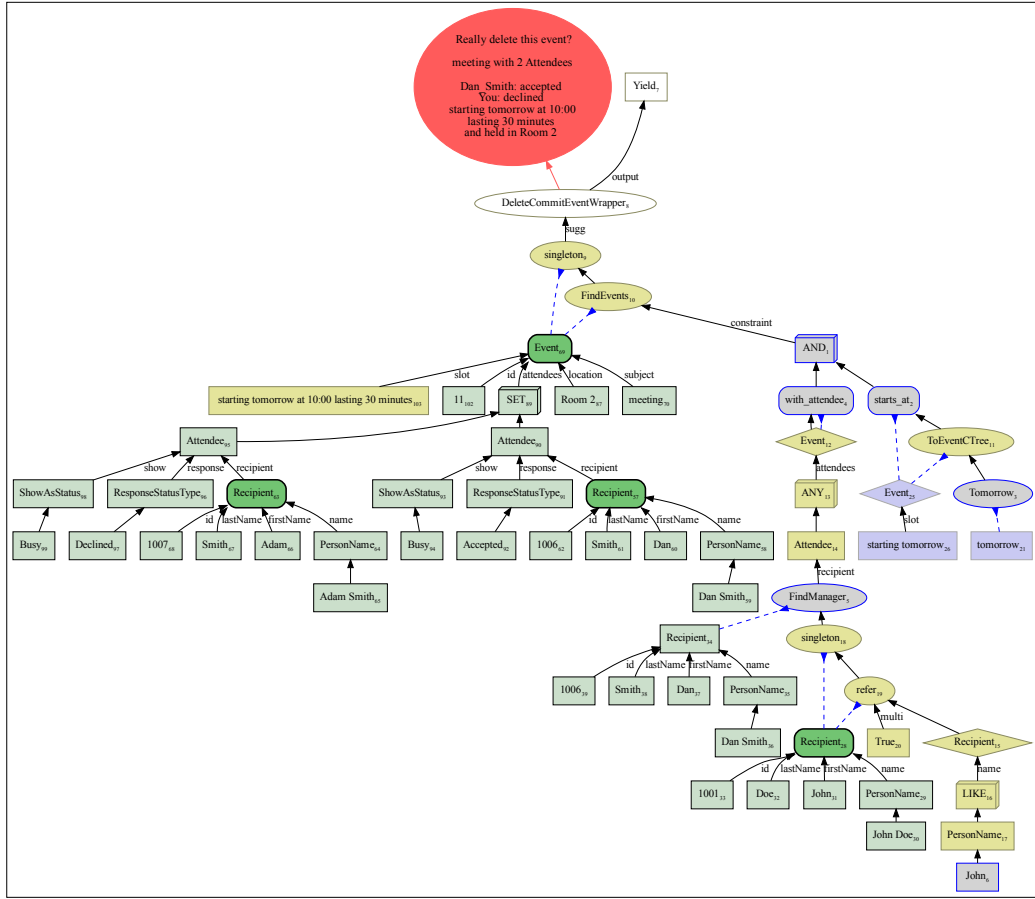 Really delete this event?
meeting with 2 Attendees
Dan_Smith: accepted
You: declined
starting tomorrow at 10:00
lasting 30 minutes
and held in Room 2
Yield7
output
DeleteCommitEventWrapper8
sugg
singleton9
FindEvents10
constraint
Event69
AND1
slot id attendees location subject
starting tomorrow at 10:00 lasting 30 minutes103 11102 SET89 Room 287 meeting70
with_attendee4 starts_at2
Attendee95 Attendee90 Event12 ToEventCTree11
show response recipient show response recipient attendees
ShowAsStatus98 ResponseStatusType96 Recipient63 ShowAsStatus93 ResponseStatusType91 Recipient57 ANY13 Event25 Tomorrow3
id lastName firstName name id lastName firstName name slot
Busy99 Declined97 100768 Smith67 Adam66 PersonName64 Busy94 Accepted92 100662 Smith61 Dan60 PersonName58 Attendee14 starting tomorrow26 tomorrow21
recipient
Adam Smith65 Dan Smith59 FindManager5
Recipient34 singleton18
id lastName firstName name
100639 Smith38 Dan37 PersonName35 refer19
multi
Dan Smith36 Recipient28 True20 Recipient15
id lastName firstName name name
100133 Doe32 John31 PersonName29 LIKE16
John Doe30 PersonName17
John6